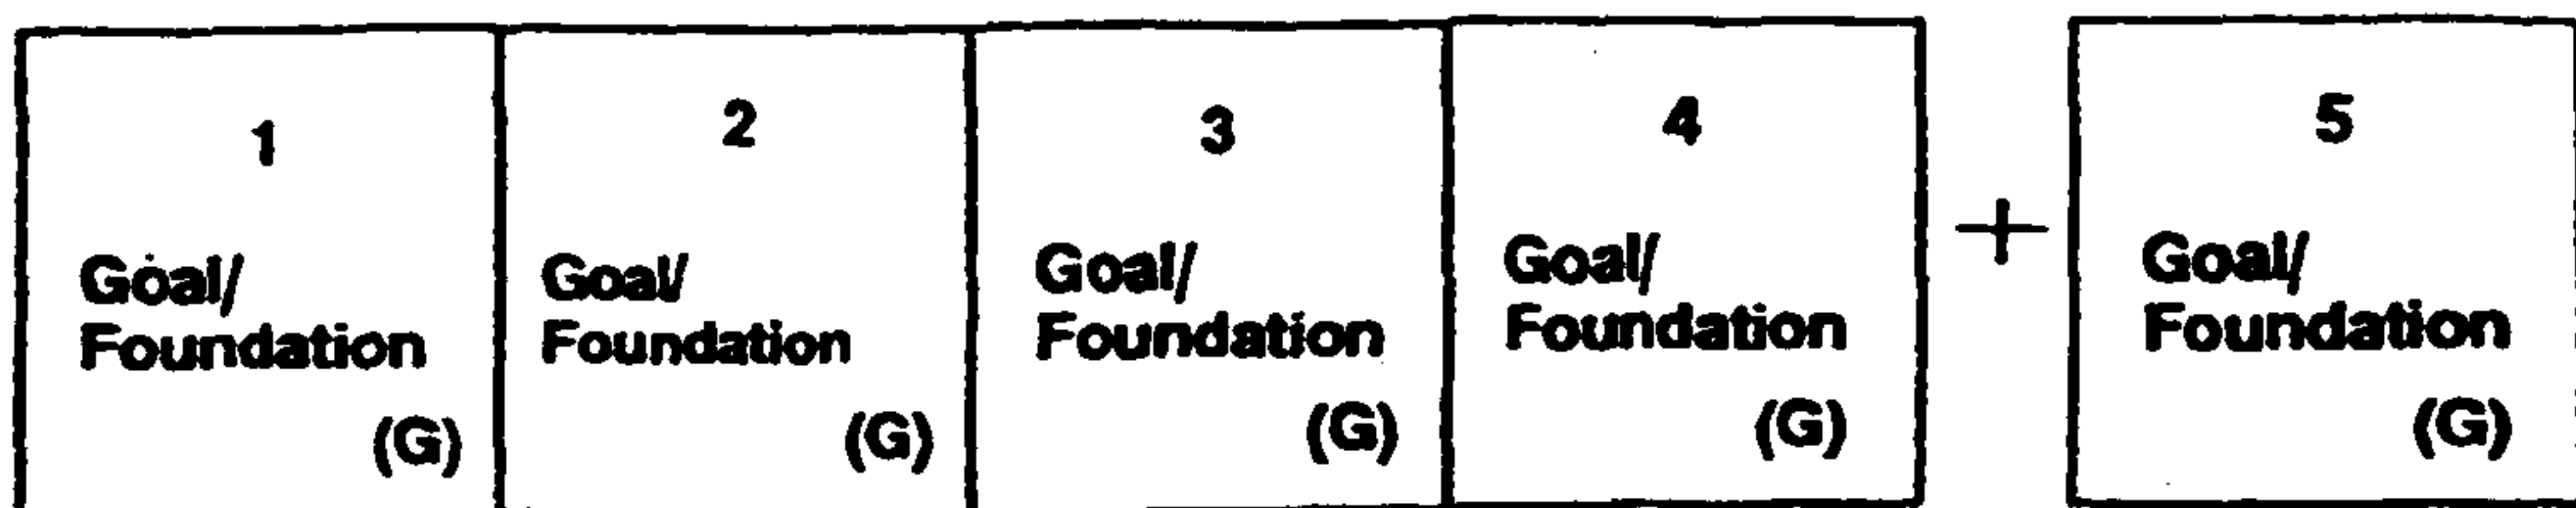 1 2 3 4 5
Goal/ Goal/ Goal/ Goal/ + Goal/
Foundation Foundation Foundation Foundation Foundation
(G) (G) (G) (G) (G)